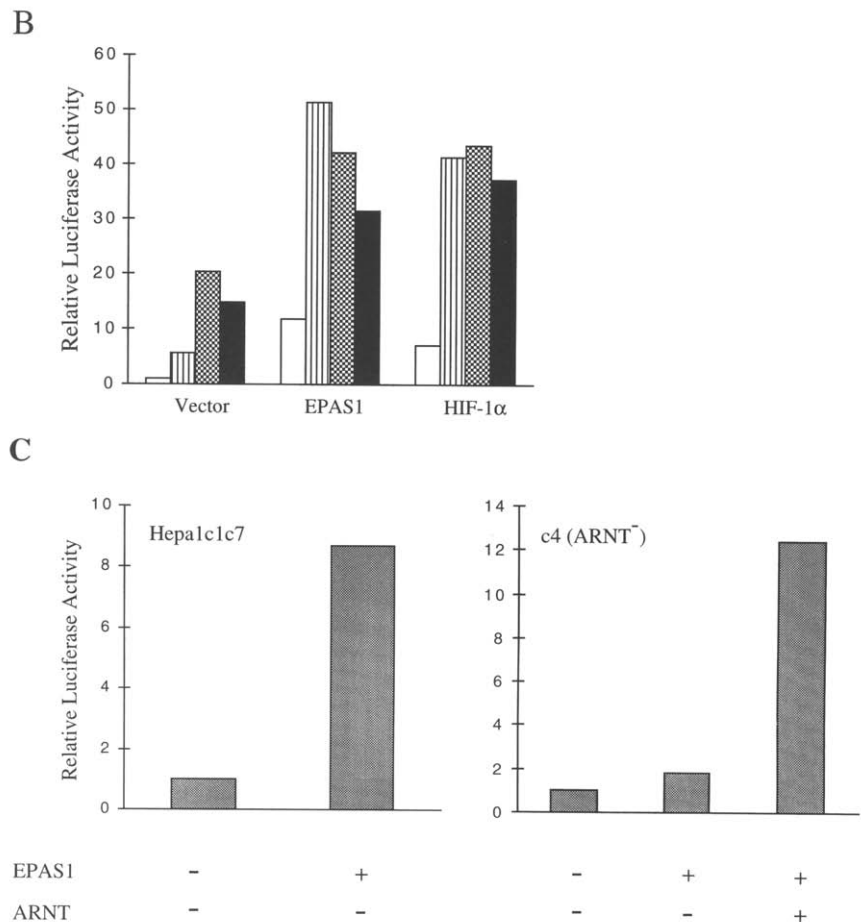 B
60
50
40
30
20
10
0
Relative Luciferase Activity
Vector EPAS1 HIF-1α
C
10
8
6
4
2
0
Relative Luciferase Activity
Hepa1c1c7
14
12
10
8
6
4
2
0
c4 (ARNT⁻)
EPAS1 - + - + +
ARNT - - - - +